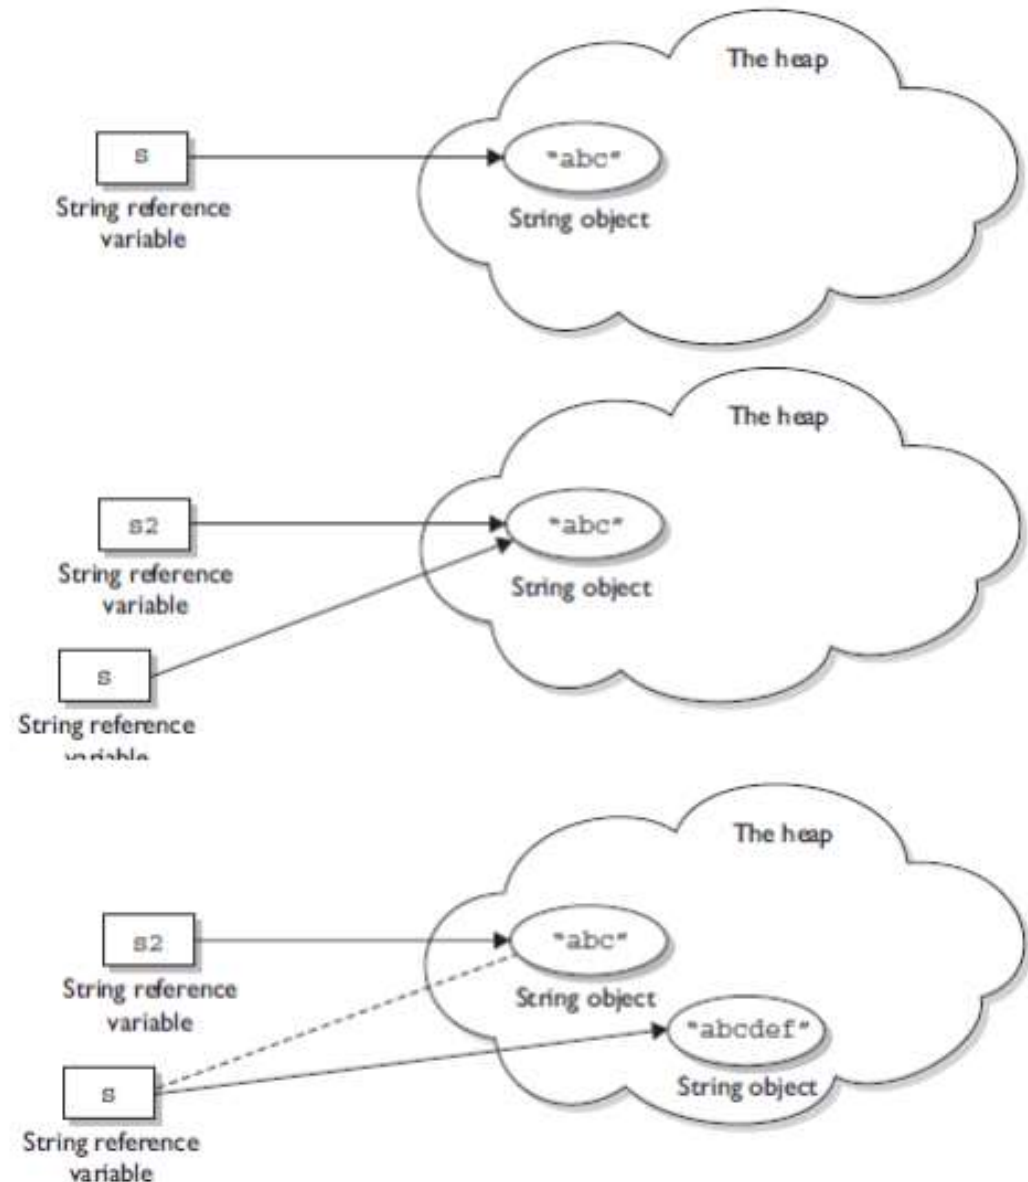 The heap
s
"abc"
String reference
variable
String object
The heap
s2
"abc"
String reference
variable
String object
s
String reference
variable
The heap
s2
"abc"
String reference
variable
String object
"abcdef"
s
String object
String reference
variable